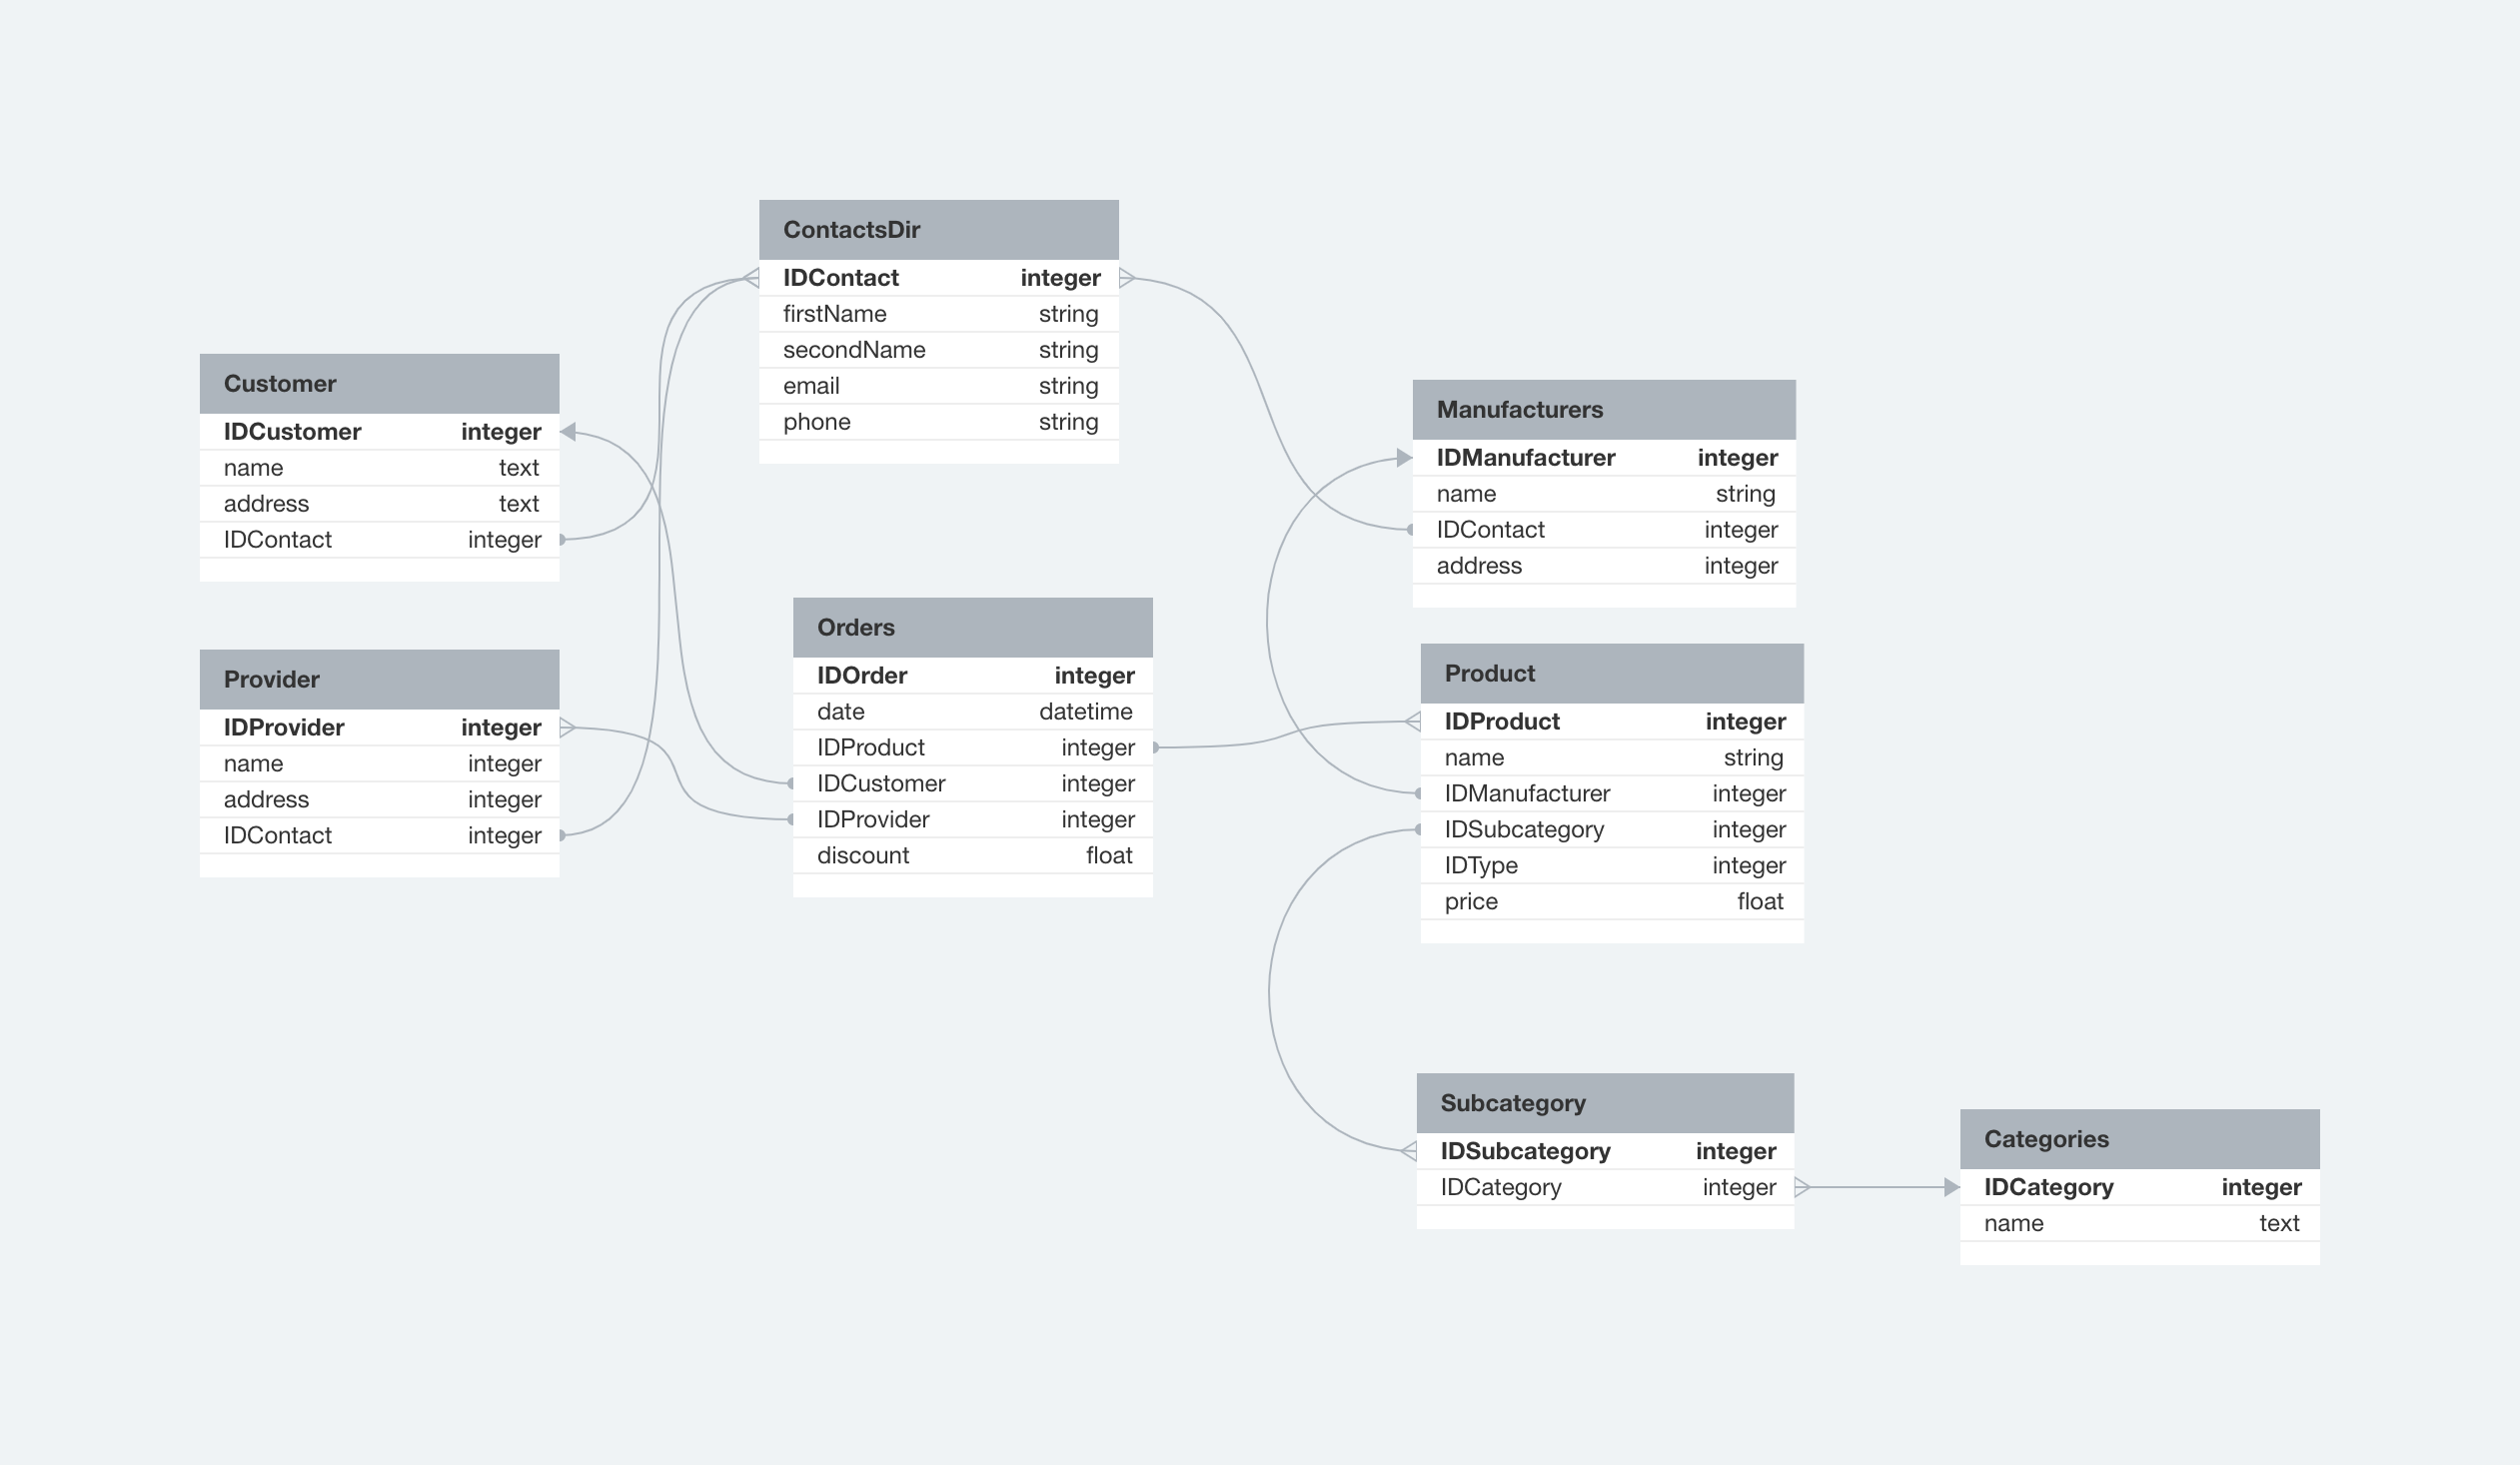 ContactsDir
IDContact integer
firstName string
secondName string
email string
phone string
Customer
IDCustomer integer
name text
address text
IDContact integer
Manufacturers
IDManufacturer integer
name string
IDContact integer
address integer
Orders
IDOrder integer
date datetime
IDProduct integer
IDCustomer integer
IDProvider integer
discount float
Provider
IDProvider integer
name integer
address integer
IDContact integer
Product
IDProduct integer
name string
IDManufacturer integer
IDSubcategory integer
IDType integer
price float
Subcategory
IDSubcategory integer
IDCategory integer
Categories
IDCategory integer
name text